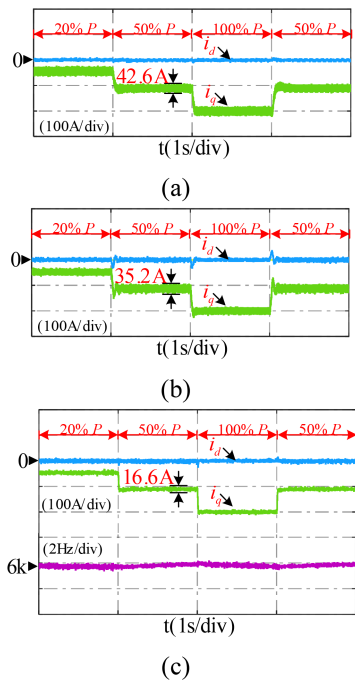 20% P 50% P 100% P 50% P
0
i_d
42.6A
i_q
(100A/div)
t(1s/div)
(a)
20% P 50% P 100% P 50% P
0
i_d
35.2A
i_q
(100A/div)
t(1s/div)
(b)
20% P 50% P 100% P 50% P
0
i_d
16.6A
i_q
(100A/div)
(2Hz/div)
6k
t(1s/div)
(c)